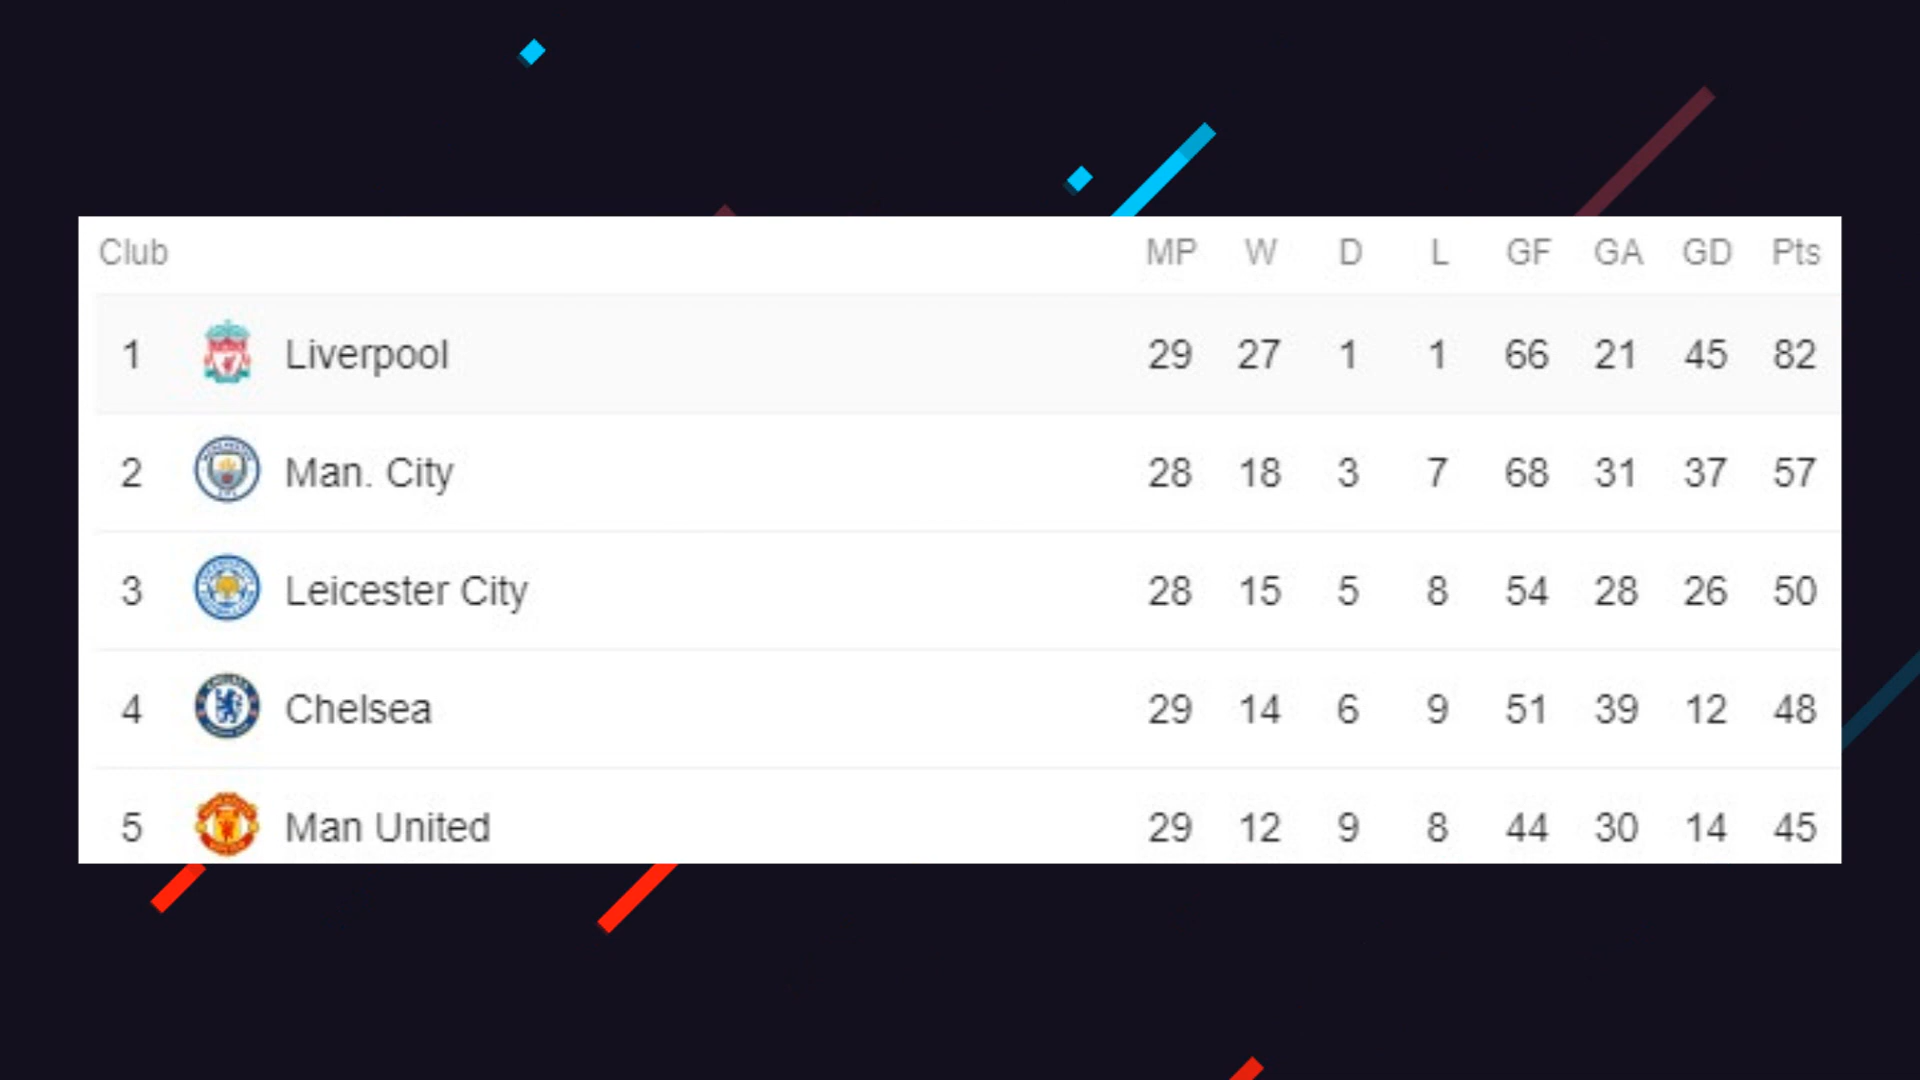 Club MP W D L GF GA GD Pts
1 Liverpool 29 27 1 1 66 21 45 82
2 Man. City 28 18 3 7 68 31 37 57
3 Leicester City 28 15 5 8 54 28 26 50
4 Chelsea 29 14 6 9 51 39 12 48
5 Man United 29 12 9 8 44 30 14 45